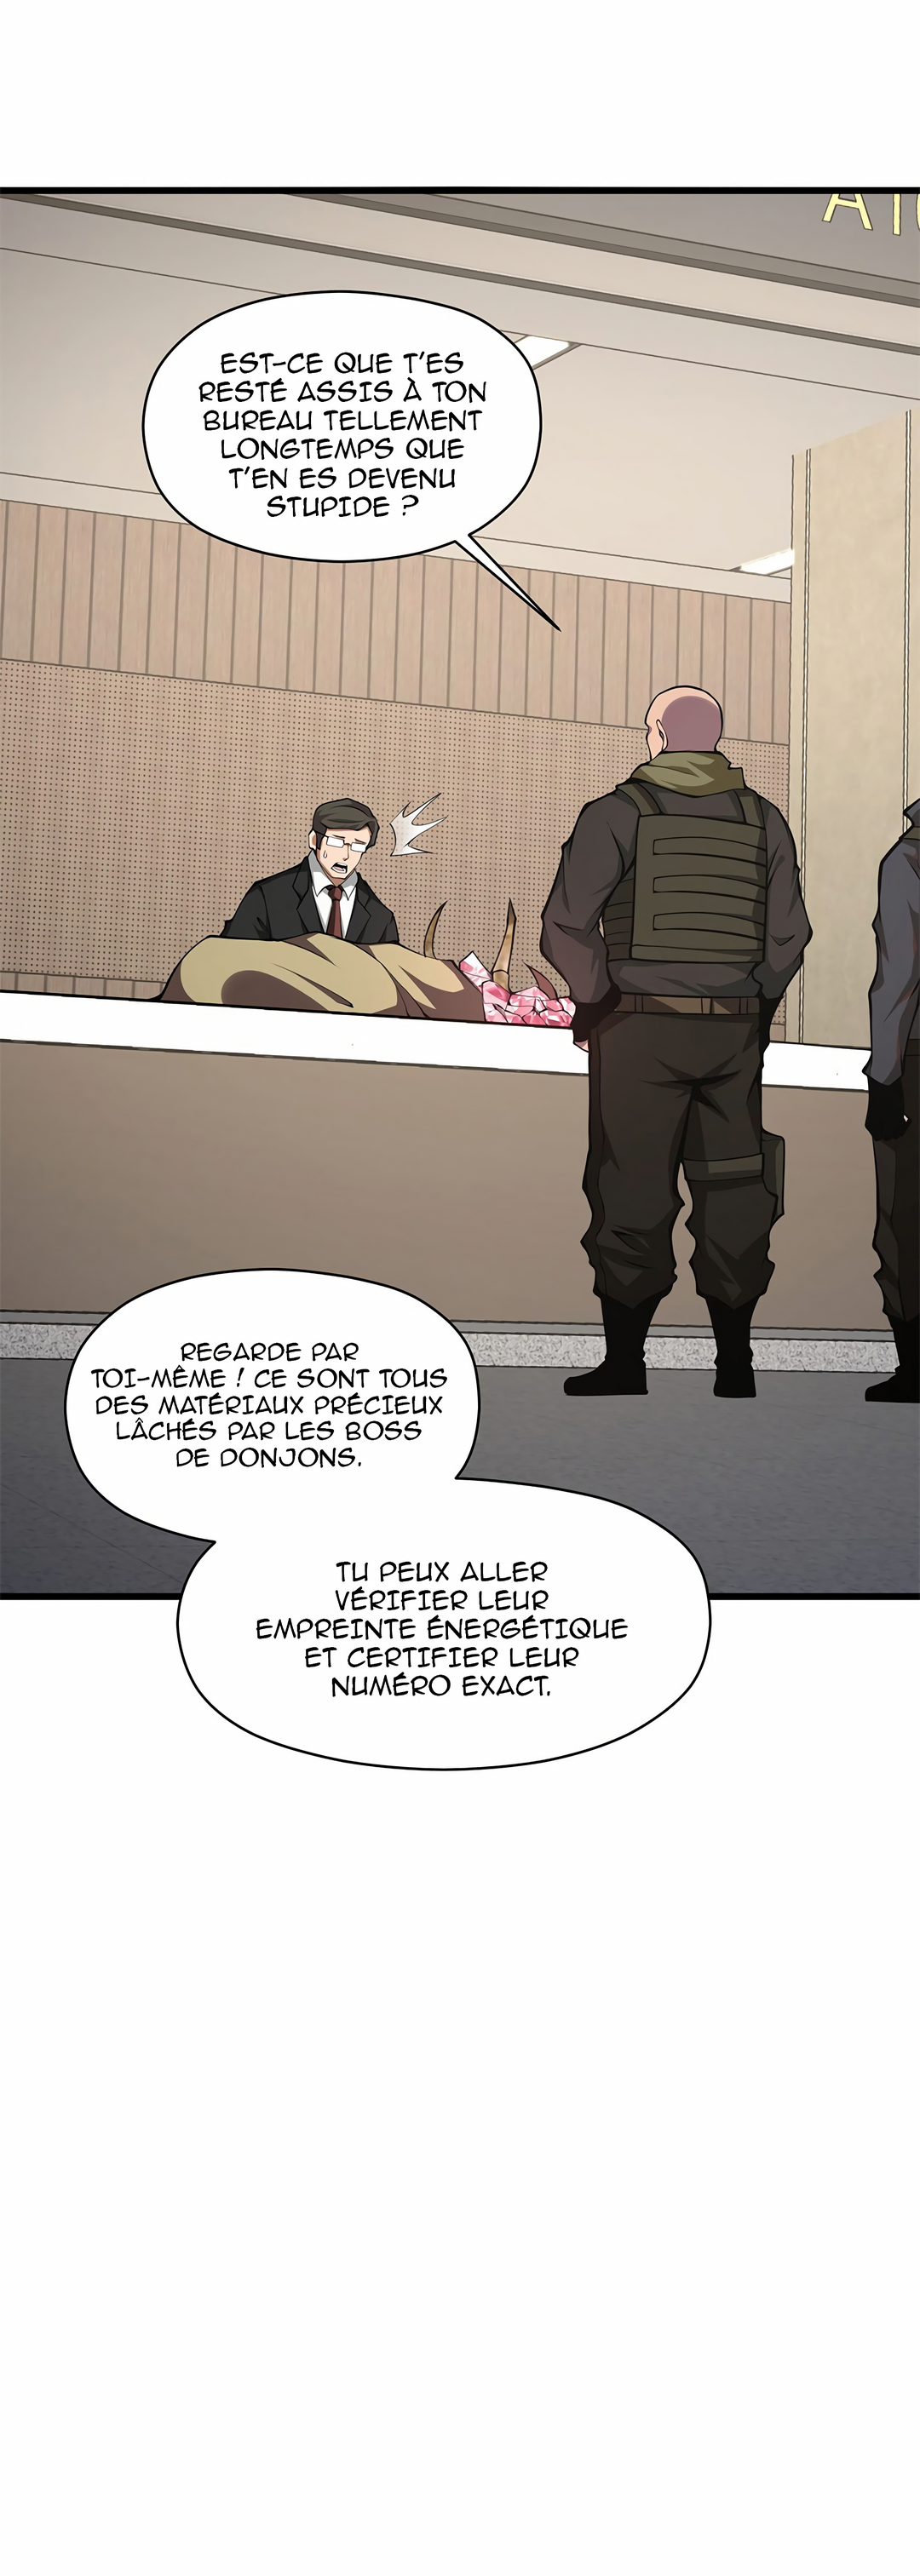 EST-CE QUE T'ES
RESTÉ ASSIS À TON
BUREAU TELLEMENT
LONGTEMPS QUE
T'EN ES DEVENU
STUPIDE ?
REGARDE PAR
TOI-MÊME ! CE SONT TOUS
DES MATÉRIAUX PRÉCIEUX
LÂCHÉS PAR LES BOSS
DE DONJONS.
TU PEUX ALLER
VÉRIFIER LEUR
EMPREINTE ÉNERGÉTIQUE
ET CERTIFIER LEUR
NUMÉRO EXACT.